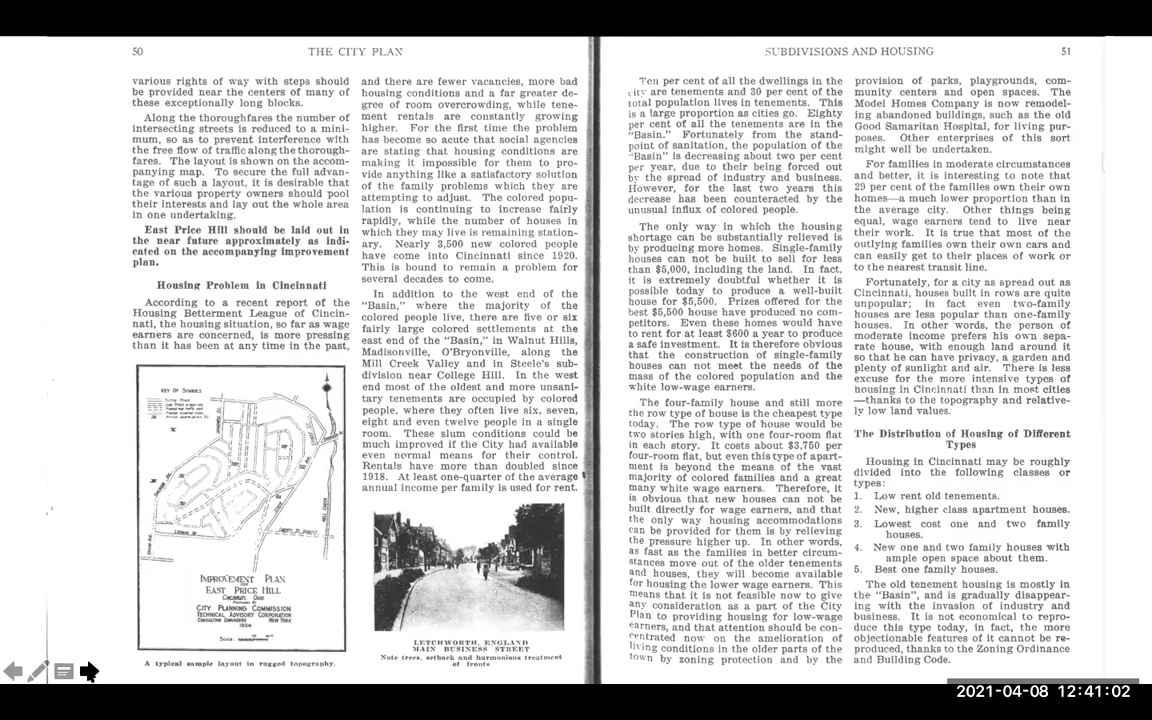 50
THE CITY PLAN
various rights of way with steps should
be provided near the centers of many of
these exceptionally long blocks.
Along the thoroughfares the number of
intersecting streets is reduced to a mini-
mum, so as to prevent interference with
the free flow of traffic along the thorough-
fares. The layout is shown on the accom-
panying map. To secure the full advan-
tage of such a layout, it is desirable that
the various property owners should pool
their interests and lay out the whole area
in one undertaking.
East Price Hill should be laid out in
the near future approximately as indi-
cated on the accompanying improvement
plan.
Housing Problem in Cincinnati
According to a recent report of the
Housing Betterment League of Cincin-
nati, the housing situation, so far as wage
earners are concerned, is more pressing
than it has been at any time in the past,
KEY OF SYMBOLS
IMPROVEMENT PLAN
FOR
EAST PRICE HILL
CINCINNATI, OHIO
CITY PLANNING COMMISSION
TECHNICAL ADVISORY CORPORATION
CONSULTING ENGINEERS NEW YORK
1924
SCALE
A typical sample layout in rugged topography.
and there are fewer vacancies, more bad
housing conditions and a far greater de-
gree of room overcrowding, while tene-
ment rentals are constantly growing
higher. For the first time the problem
has become so acute that social agencies
are stating that housing conditions are
making it impossible for them to pro-
vide anything like a satisfactory solution
of the family problems which they are
attempting to adjust. The colored popu-
lation is continuing to increase fairly
rapidly, while the number of houses in
which they may live is remaining station-
ary. Nearly 3,500 new colored people
have come into Cincinnati since 1920.
This is bound to remain a problem for
several decades to come.
In addition to the west end of the
"Basin," where the majority of the
colored people live, there are five or six
fairly large colored settlements at the
east end of the "Basin," in Walnut Hills,
Madisonville, O'Bryonville, along the
Mill Creek Valley and in Steele's sub-
division near College Hill. In the west
end most of the oldest and more unsani-
tary tenements are occupied by colored
people, where they often live six, seven,
eight and even twelve people in a single
room. These slum conditions could be
much improved if the City had available
even normal means for their control.
Rentals have more than doubled since
1918. At least one-quarter of the average
annual income per family is used for rent.
LETCHWORTH, ENGLAND
MAIN BUSINESS STREET
Note trees, setback and harmonious treatment
of fronts
SUBDIVISIONS AND HOUSING
51
Ten per cent of all the dwellings in the
city are tenements and 30 per cent of the
total population lives in tenements. This
is a large proportion as cities go. Eighty
per cent of all the tenements are in the
"Basin." Fortunately from the stand-
point of sanitation, the population of the
"Basin" is decreasing about two per cent
per year, due to their being forced out
by the spread of industry and business.
However, for the last two years this
decrease has been counteracted by the
unusual influx of colored people.
The only way in which the housing
shortage can be substantially relieved is
by producing more homes. Single-family
houses can not be built to sell for less
than $5,000, including the land. In fact,
it is extremely doubtful whether it is
possible today to produce a well-built
house for $5,500. Prizes offered for the
best $5,500 house have produced no com-
petitors. Even these homes would have
to rent for at least $600 a year to produce
a safe investment. It is therefore obvious
that the construction of single-family
houses can not meet the needs of the
mass of the colored population and the
white low-wage earners.
The four-family house and still more
the row type of house is the cheapest type
today. The row type of house would be
two stories high, with one four-room flat
in each story. It costs about $3,750 per
four-room flat, but even this type of apart-
ment is beyond the means of the vast
majority of colored families and a great
many white wage earners. Therefore, it
is obvious that new houses can not be
built directly for wage earners, and that
the only way housing accommodations
can be provided for them is by relieving
the pressure higher up. In other words,
as fast as the families in better circum-
stances move out of the older tenements
and houses, they will become available
for housing the lower wage earners. This
means that it is not feasible now to give
any consideration as a part of the City
Plan to providing housing for low-wage
earners, and that attention should be con-
centrated now on the amelioration of
living conditions in the older parts of the
town by zoning protection and by the
provision of parks, playgrounds, com-
munity centers and open spaces. The
Model Homes Company is now remodel-
ing abandoned buildings, such as the old
Good Samaritan Hospital, for living pur-
poses. Other enterprises of this sort
might well be undertaken.
For families in moderate circumstances
and better, it is interesting to note that
29 per cent of the families own their own
homes—a much lower proportion than in
the average city. Other things being
equal, wage earners tend to live near
their work. It is true that most of the
outlying families own their own cars and
can easily get to their places of work or
to the nearest transit line.
Fortunately, for a city as spread out as
Cincinnati, houses built in rows are quite
unpopular; in fact even two-family
houses are less popular than one-family
houses. In other words, the person of
moderate income prefers his own sepa-
rate house, with enough land around it
so that he can have privacy, a garden and
plenty of sunlight and air. There is less
excuse for the more intensive types of
housing in Cincinnati than in most cities
—thanks to the topography and relative-
ly low land values.
The Distribution of Housing of Different
Types
Housing in Cincinnati may be roughly
divided into the following classes or
types:
1. Low rent old tenements.
2. New, higher class apartment houses.
3. Lowest cost one and two family
houses.
4. New one and two family houses with
ample open space about them.
5. Best one family houses.
The old tenement housing is mostly in
the "Basin", and is gradually disappear-
ing with the invasion of industry and
business. It is not economical to repro-
duce this type today, in fact, the more
objectionable features of it cannot be re-
produced, thanks to the Zoning Ordinance
and Building Code.
2021-04-08 12:41:02